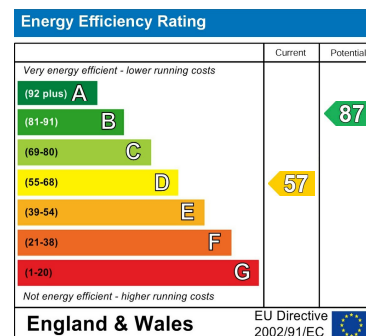 Energy Efficiency Rating
Current Potential
Very energy efficient - lower running costs
(92 plus) A
(81-91) B
87
(69-80) C
(55-68) D
57
(39-54) E
(21-38) F
(1-20) G
Not energy efficient - higher running costs
England & Wales
EU Directive
2002/91/EC